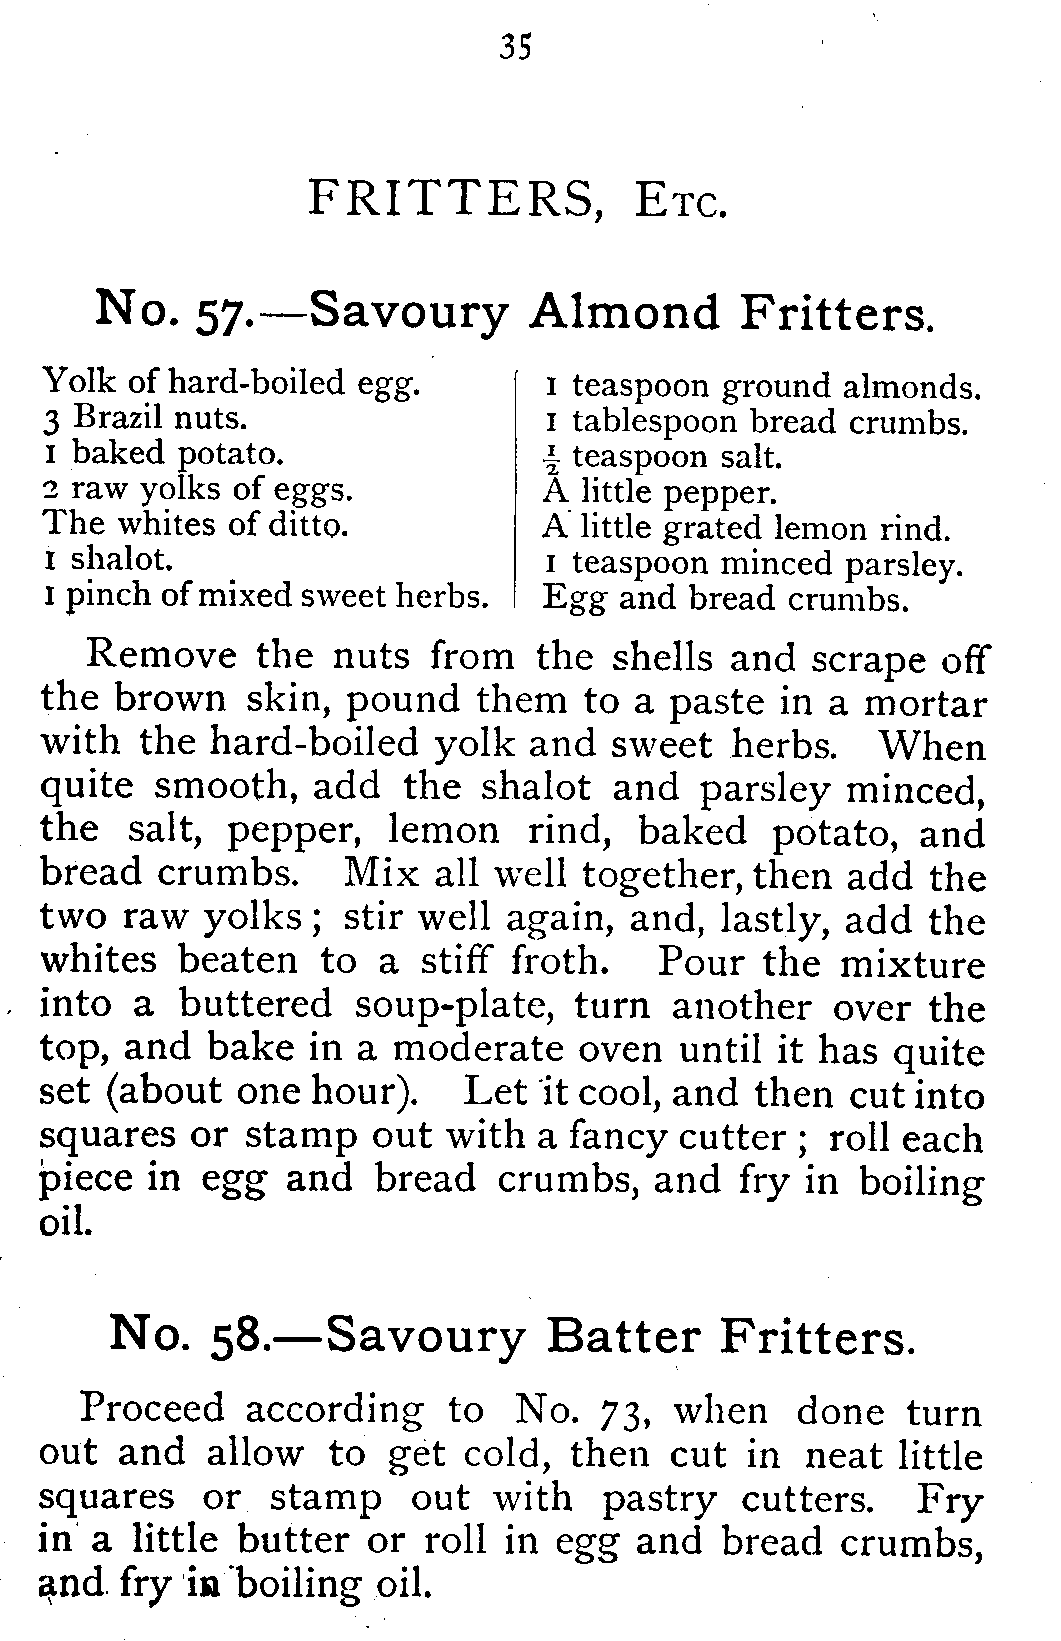 35
FRITTERS, ETC.
No. 57.—Savoury Almond Fritters.
Yolk of hard-boiled egg.
3 Brazil nuts.
1 baked potato.
2 raw yolks of eggs.
The whites of ditto.
1 shalot.
1 pinch of mixed sweet herbs.
1 teaspoon ground almonds.
1 tablespoon bread crumbs.
½ teaspoon salt.
A little pepper.
A little grated lemon rind.
1 teaspoon minced parsley.
Egg and bread crumbs.
Remove the nuts from the shells and scrape off
the brown skin, pound them to a paste in a mortar
with the hard-boiled yolk and sweet herbs. When
quite smooth, add the shalot and parsley minced,
the salt, pepper, lemon rind, baked potato, and
bread crumbs. Mix all well together, then add the
two raw yolks ; stir well again, and, lastly, add the
whites beaten to a stiff froth. Pour the mixture
into a buttered soup-plate, turn another over the
top, and bake in a moderate oven until it has quite
set (about one hour). Let it cool, and then cut into
squares or stamp out with a fancy cutter ; roll each
piece in egg and bread crumbs, and fry in boiling
oil.
No. 58.—Savoury Batter Fritters.
Proceed according to No. 73, when done turn
out and allow to get cold, then cut in neat little
squares or stamp out with pastry cutters. Fry
in a little butter or roll in egg and bread crumbs,
and fry in boiling oil.